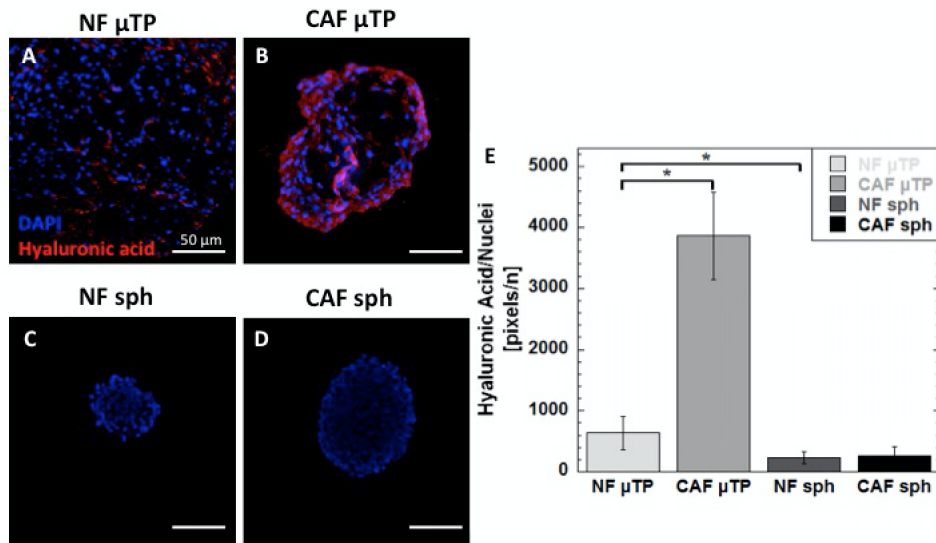 NF µTP
CAF µTP
A
B
DAPI
Hyaluronic acid
50 µm
NF sph
CAF sph
C
D
E
Hyaluronic Acid/Nuclei
[pixels/n]
5000
4000
3000
2000
1000
0
*
*
NF µTP
CAF µTP
NF sph
CAF sph
NF µTP
CAF µTP
NF sph
CAF sph